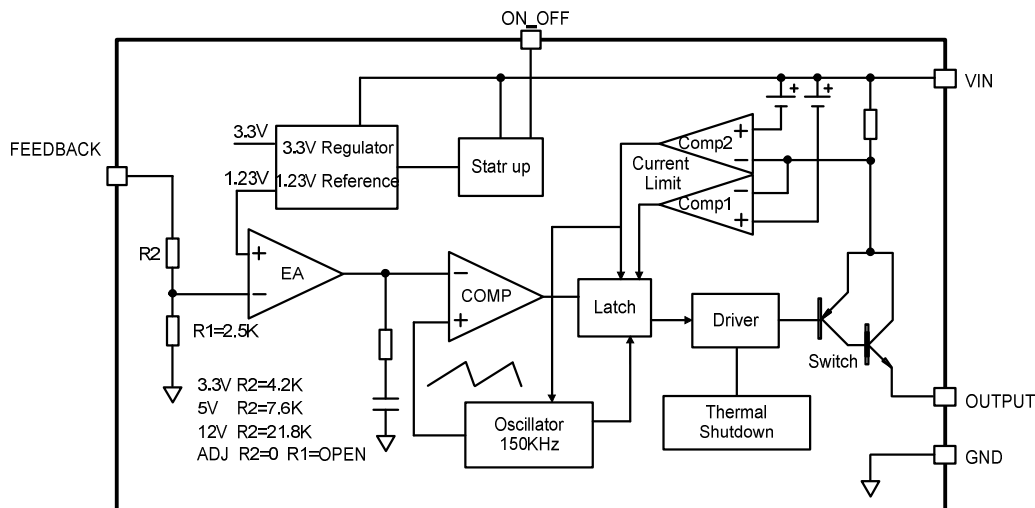 ON_OFF
VIN
FEEDBACK
3.3V
3.3V Regulator
1.23V
1.23V Reference
Statr up
+
+
Comp2
+
−
Current
Limit
Comp1
−
+
R2
+
EA
−
−
COMP
+
R1=2.5K
Latch
Driver
Switch
3.3V R2=4.2K
5V R2=7.6K
12V R2=21.8K
ADJ R2=0 R1=OPEN
Oscillator
150KHz
Thermal
Shutdown
OUTPUT
GND